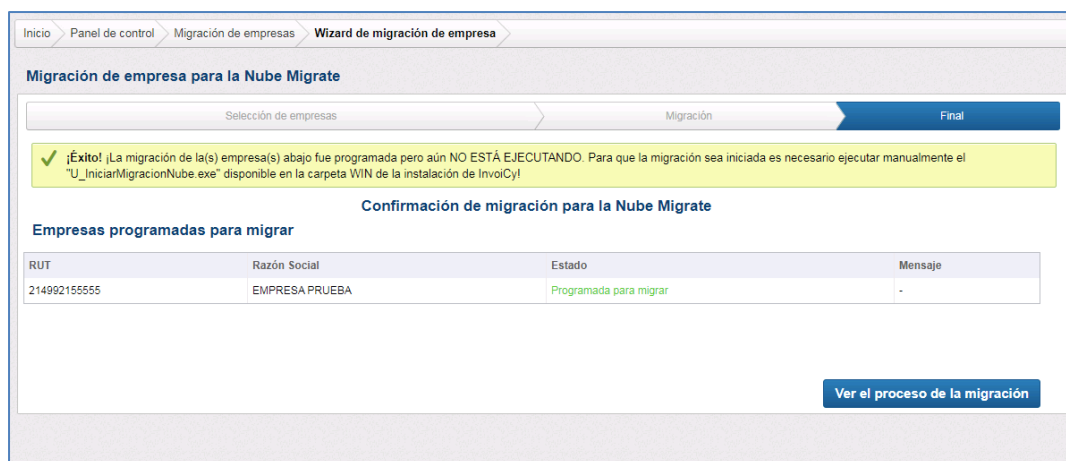 Inicio Panel de control Migración de empresas Wizard de migración de empresa
Migración de empresa para la Nube Migrate
Selección de empresas Migración Final
¡Éxito! ¡La migración de la(s) empresa(s) abajo fue programada pero aún NO ESTÁ EJECUTANDO. Para que la migración sea iniciada es necesario ejecutar manualmente el
"U_IniciarMigracionNube.exe" disponible en la carpeta WIN de la instalación de InvoiCy!
Confirmación de migración para la Nube Migrate
Empresas programadas para migrar
RUT Razón Social Estado Mensaje
214992155555 EMPRESA PRUEBA Programada para migrar -
Ver el proceso de la migración